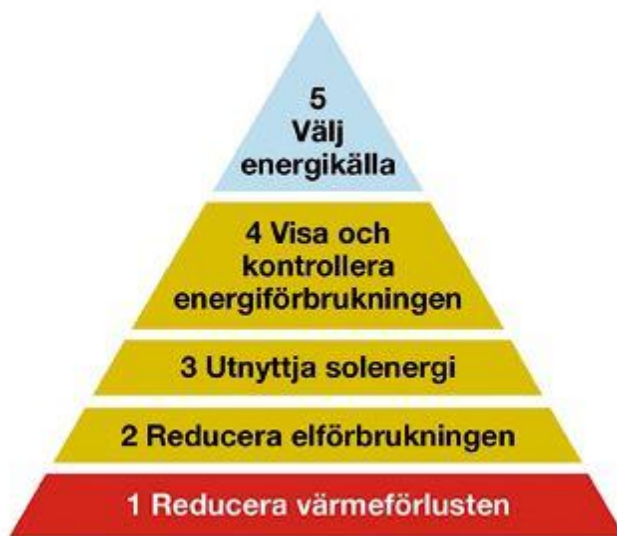 5
Välj
energikälla
4 Visa och
kontrollera
energiförbrukningen
3 Utnyttja solenergi
2 Reducera elförbrukningen
1 Reducera värmeförlusten